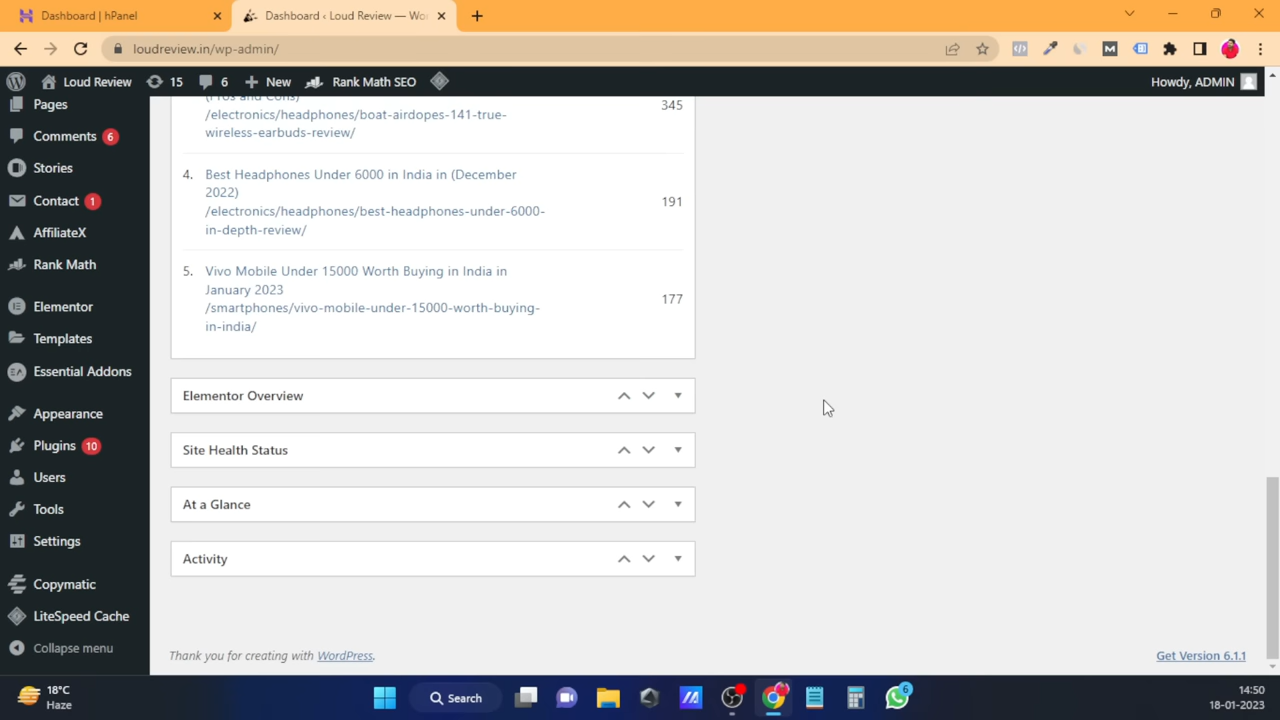 Dashboard | hPanel
Dashboard ‹ Loud Review — Wor
loudreview.in/wp-admin/
Loud Review
15
6
New
Rank Math SEO
Howdy, ADMIN
Pages
Comments 6
Stories
Contact 1
AffiliateX
Rank Math
Elementor
Templates
Essential Addons
Appearance
Plugins 10
Users
Tools
Settings
Copymatic
LiteSpeed Cache
Collapse menu
(Pros and Cons)
/electronics/headphones/boat-airdopes-141-true-
wireless-earbuds-review/
345
4. Best Headphones Under 6000 in India in (December
2022)
/electronics/headphones/best-headphones-under-6000-
in-depth-review/
191
5. Vivo Mobile Under 15000 Worth Buying in India in
January 2023
/smartphones/vivo-mobile-under-15000-worth-buying-
in-india/
177
Elementor Overview
Site Health Status
At a Glance
Activity
Thank you for creating with WordPress.
Get Version 6.1.1
18°C
Haze
Search
6
14:50
18-01-2023